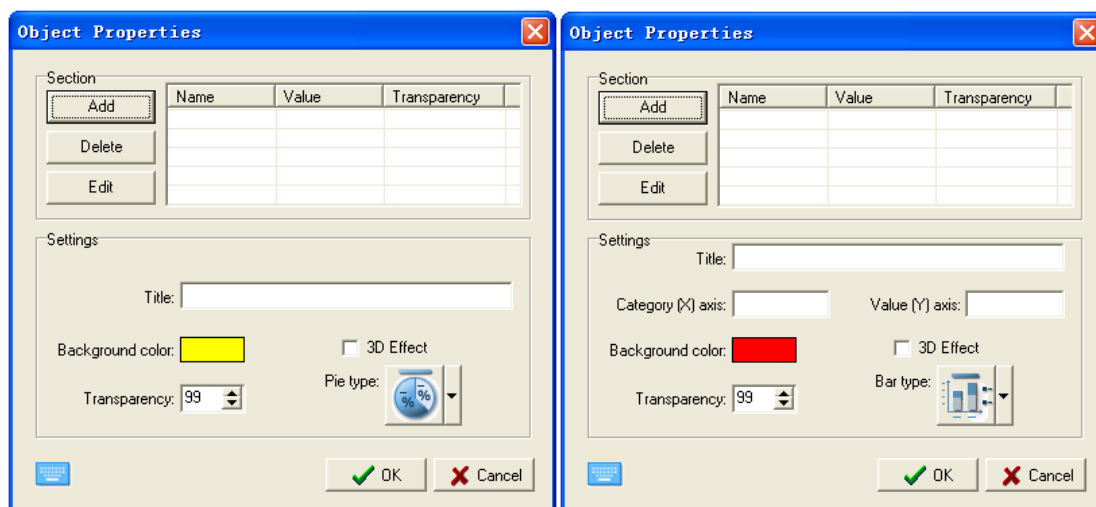 Object Properties
Section
Add
Name Value Transparency
Delete
Edit
Settings
Title:
Background color:
3D Effect
Transparency: 99
Pie type:
% %
OK
Cancel
Object Properties
Section
Add
Name Value Transparency
Delete
Edit
Settings
Title:
Category (X) axis:
Value (Y) axis:
Background color:
3D Effect
Transparency: 99
Bar type:
OK
Cancel